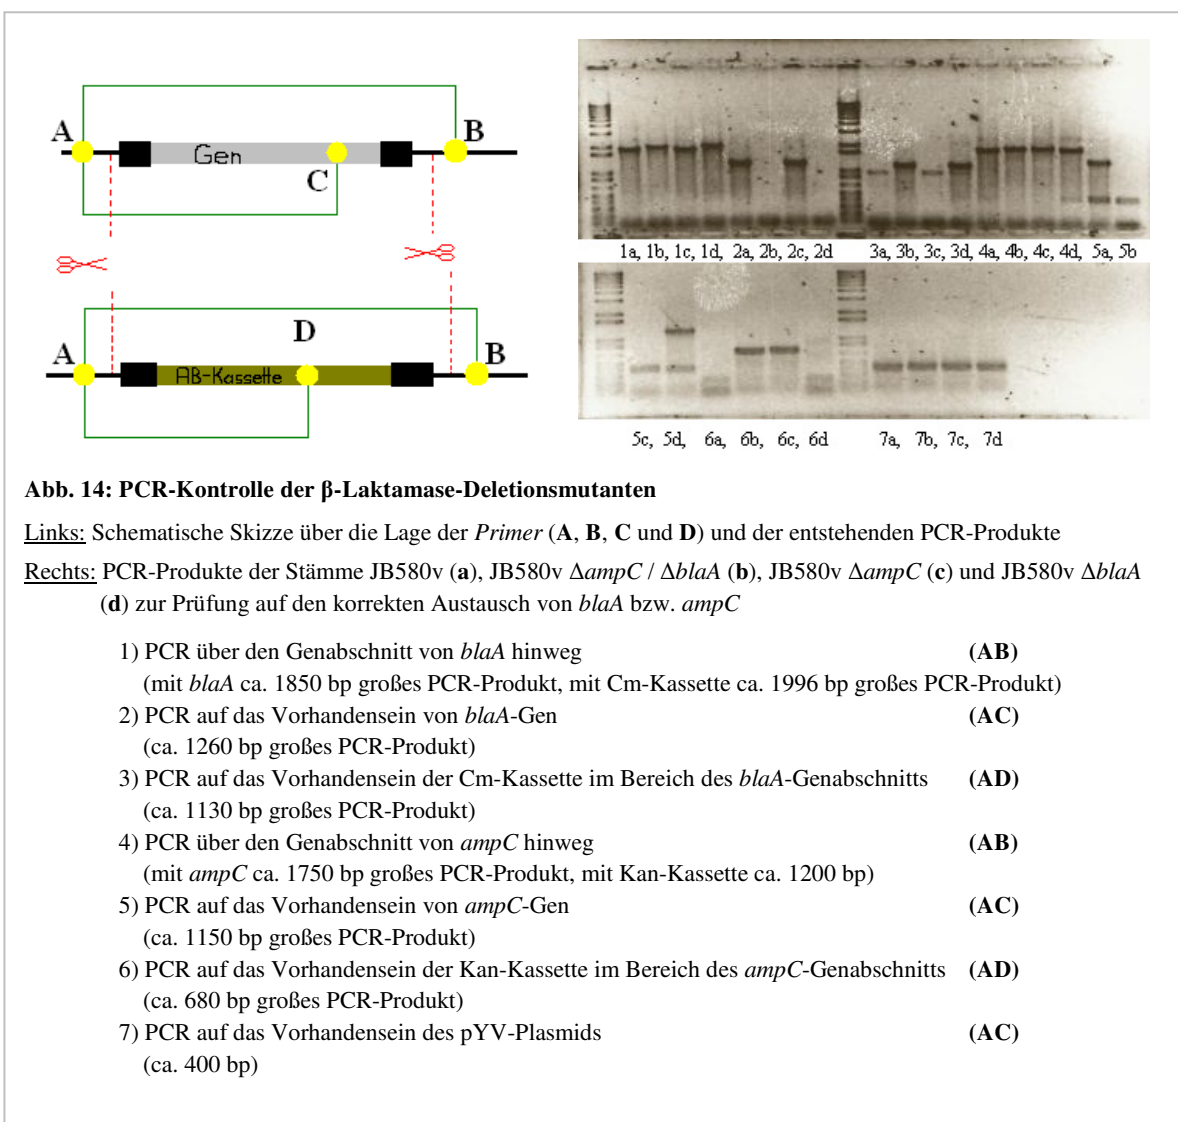 A
B
Gen
C
D
A
B
AB-Kassette
1a, 1b, 1c, 1d, 2a, 2b, 2c, 2d
3a, 3b, 3c, 3d, 4a, 4b, 4c, 4d, 5a, 5b
5c, 5d, 6a, 6b, 6c, 6d
7a, 7b, 7c, 7d
Abb. 14: PCR-Kontrolle der β-Laktamase-Deletionsmutanten
Links: Schematische Skizze über die Lage der Primer (A, B, C und D) und der entstehenden PCR-Produkte
Rechts: PCR-Produkte der Stämme JB580v (a), JB580v ΔampC / ΔblaA (b), JB580v ΔampC (c) und JB580v ΔblaA
(d) zur Prüfung auf den korrekten Austausch von blaA bzw. ampC
1) PCR über den Genabschnitt von blaA hinweg (AB)
(mit blaA ca. 1850 bp großes PCR-Produkt, mit Cm-Kassette ca. 1996 bp großes PCR-Produkt)
2) PCR auf das Vorhandensein von blaA-Gen (AC)
(ca. 1260 bp großes PCR-Produkt)
3) PCR auf das Vorhandensein der Cm-Kassette im Bereich des blaA-Genabschnitts (AD)
(ca. 1130 bp großes PCR-Produkt)
4) PCR über den Genabschnitt von ampC hinweg (AB)
(mit ampC ca. 1750 bp großes PCR-Produkt, mit Kan-Kassette ca. 1200 bp)
5) PCR auf das Vorhandensein von ampC-Gen (AC)
(ca. 1150 bp großes PCR-Produkt)
6) PCR auf das Vorhandensein der Kan-Kassette im Bereich des ampC-Genabschnitts (AD)
(ca. 680 bp großes PCR-Produkt)
7) PCR auf das Vorhandensein des pYV-Plasmids (AC)
(ca. 400 bp)